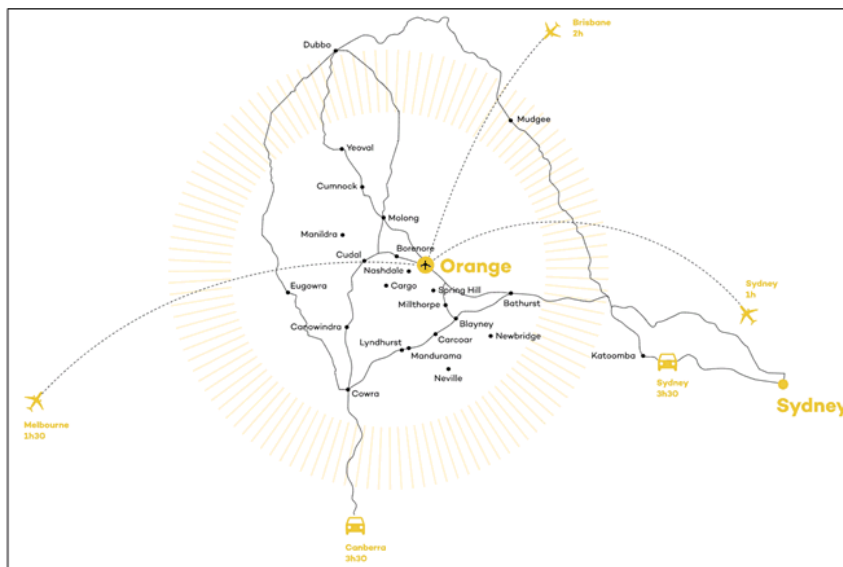 Brisbane
2h
Dubbo
Mudgee
Yeoval
Cumnock
Molong
Manildra
Borenore
Cudal
Orange
Nashdale
Cargo
Spring Hill
Sydney
1h
Eugowra
Millthorpe
Bathurst
Blayney
Canowindra
Carcoar
Newbridge
Lyndhurst
Mandurama
Katoomba
Neville
Sydney
3h30
Cowra
Sydney
Melbourne
1h30
Canberra
3h30